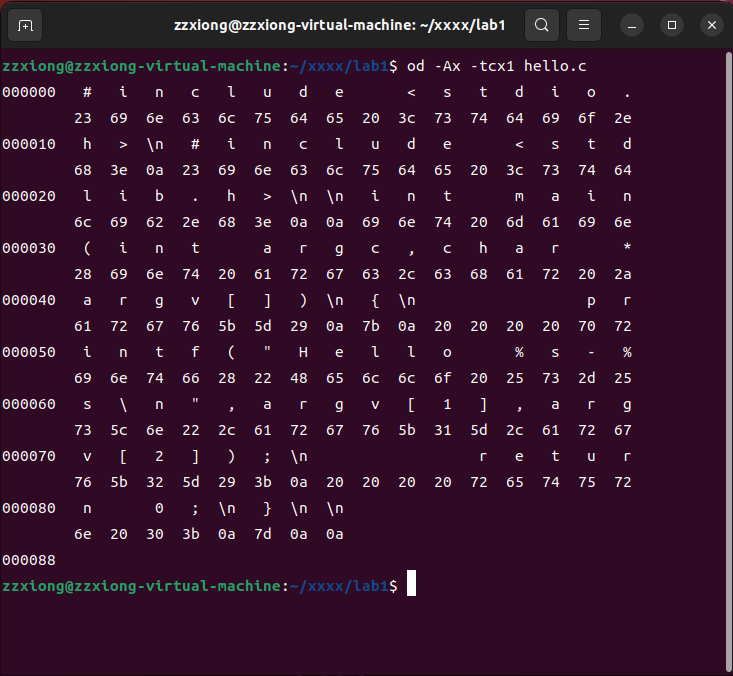 zzxiong@zzxiong-virtual-machine: ~/xxxx/lab1
zzxiong@zzxiong-virtual-machine:~/xxxx/lab1$ od -Ax -tcx1 hello.c
000000   #   i   n   c   l   u   d   e       <   s   t   d   i   o   .
        23  69  6e  63  6c  75  64  65  20  3c  73  74  64  69  6f  2e
000010   h   >  \n   #   i   n   c   l   u   d   e       <   s   t   d
        68  3e  0a  23  69  6e  63  6c  75  64  65  20  3c  73  74  64
000020   l   i   b   .   h   >  \n  \n   i   n   t       m   a   i   n
        6c  69  62  2e  68  3e  0a  0a  69  6e  74  20  6d  61  69  6e
000030   (   i   n   t       a   r   g   c   ,   c   h   a   r       *
        28  69  6e  74  20  61  72  67  63  2c  63  68  61  72  20  2a
000040   a   r   g   v   [   ]   )  \n   {  \n                   p   r
        61  72  67  76  5b  5d  29  0a  7b  0a  20  20  20  20  70  72
000050   i   n   t   f   (   "   H   e   l   l   o       %   s   -   %
        69  6e  74  66  28  22  48  65  6c  6c  6f  20  25  73  2d  25
000060   s   \   n   "   ,   a   r   g   v   [   1   ]   ,   a   r   g
        73  5c  6e  22  2c  61  72  67  76  5b  31  5d  2c  61  72  67
000070   v   [   2   ]   )   ;  \n                   r   e   t   u   r
        76  5b  32  5d  29  3b  0a  20  20  20  20  72  65  74  75  72
000080   n       0   ;  \n   }  \n  \n
        6e  20  30  3b  0a  7d  0a  0a
000088
zzxiong@zzxiong-virtual-machine:~/xxxx/lab1$